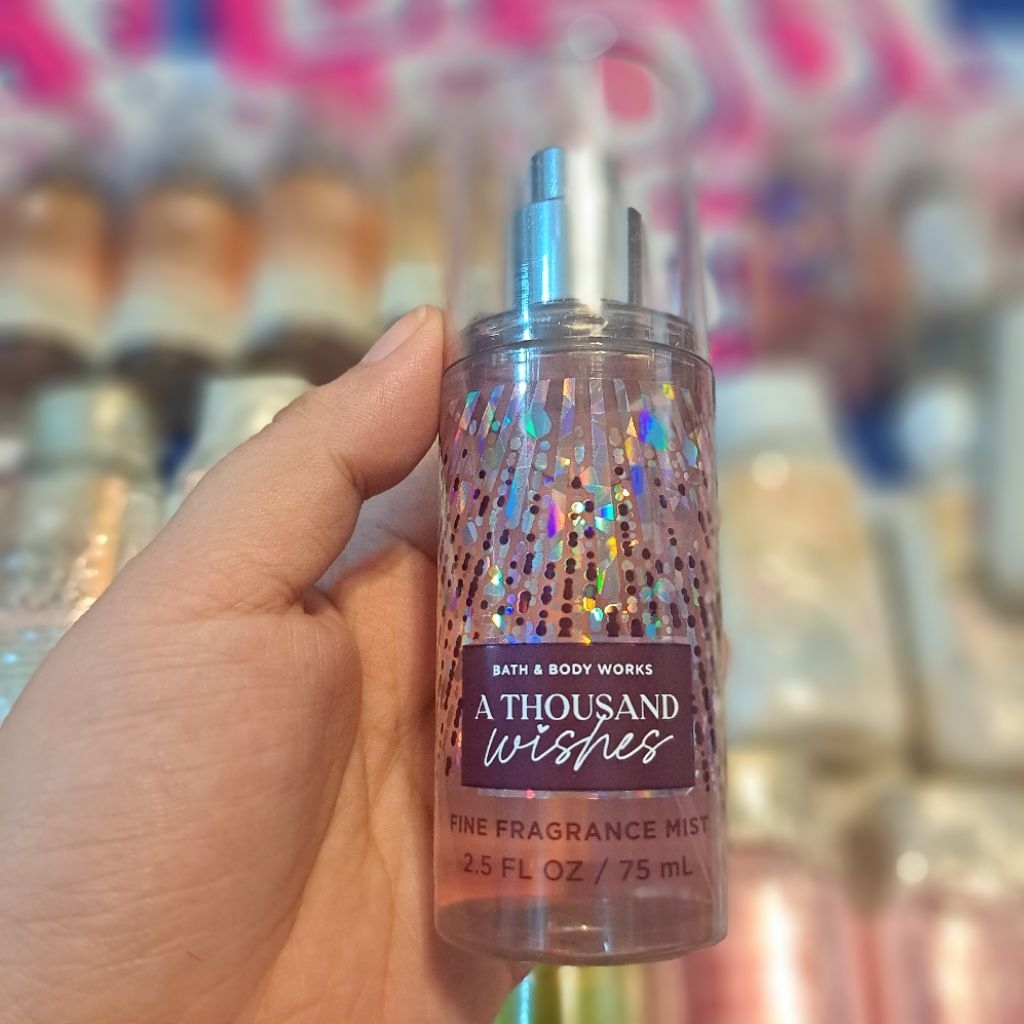 BATH & BODY WORKS
A THOUSAND
wishes
FINE FRAGRANCE MIST
2.5 FL OZ / 75 mL